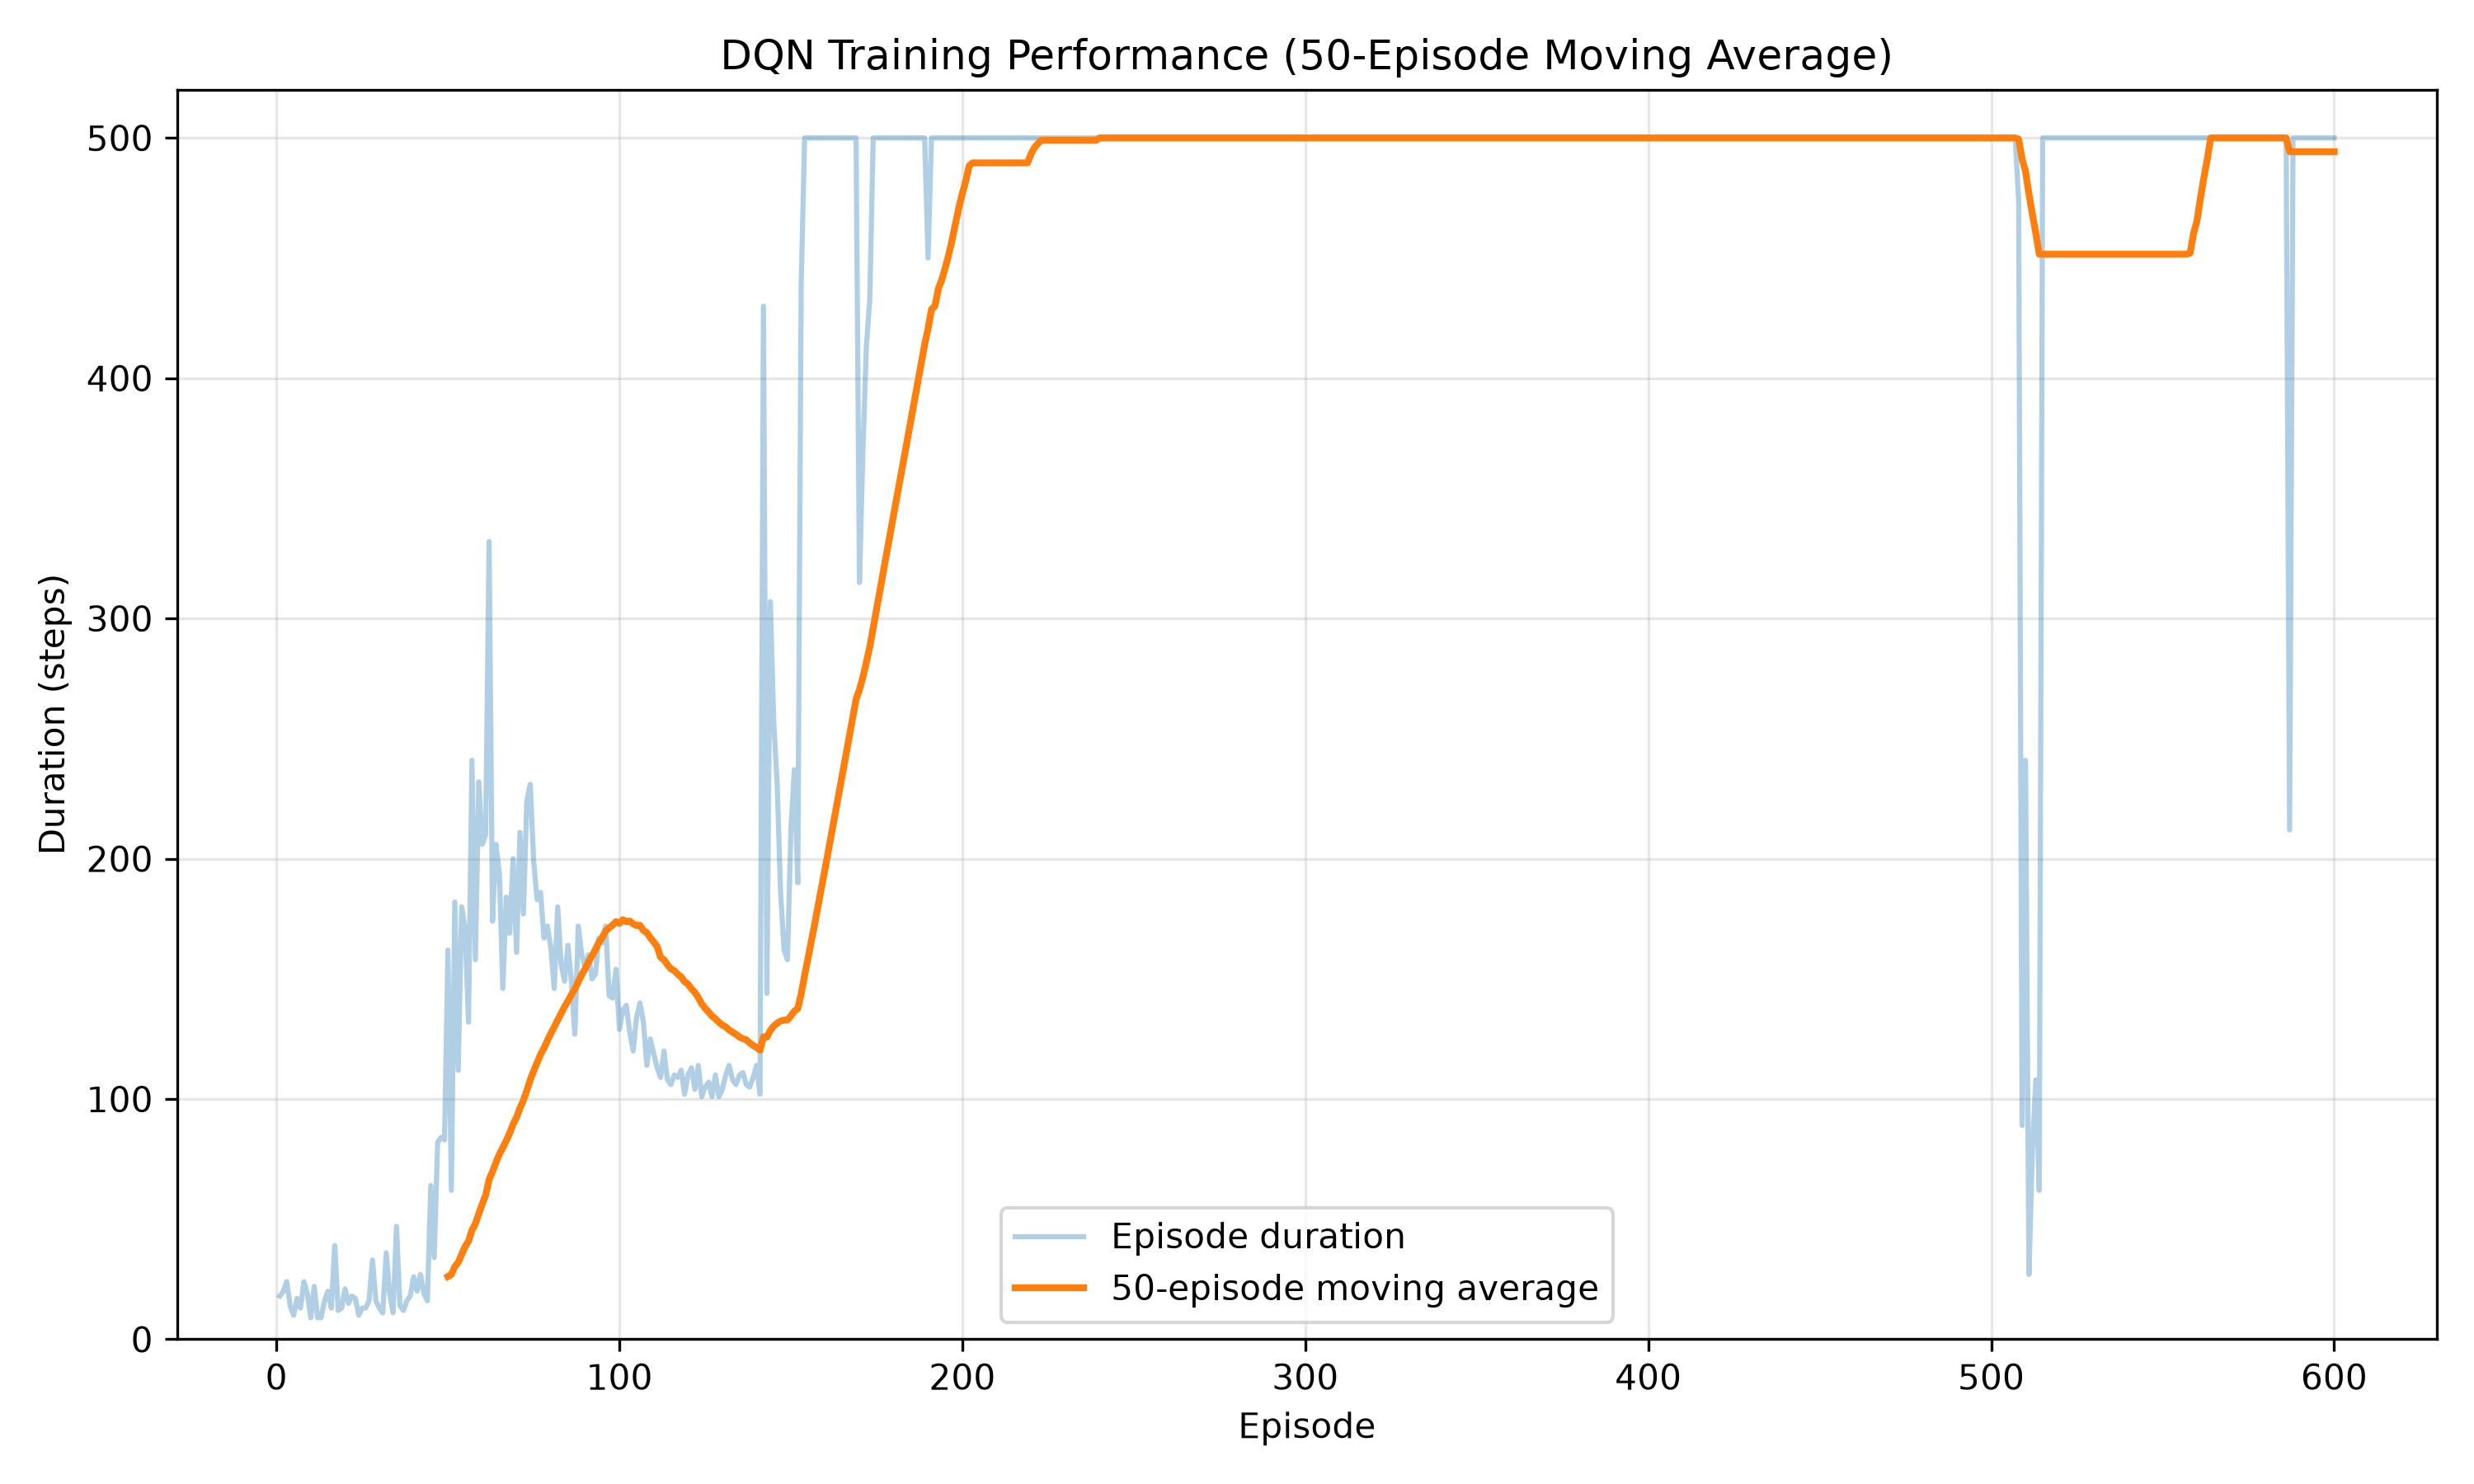 DQN Training Performance (50-Episode Moving Average)
500
400
300
200
100
0
Duration (steps)
Episode duration
50-episode moving average
0 100 200 300 400 500 600
Episode